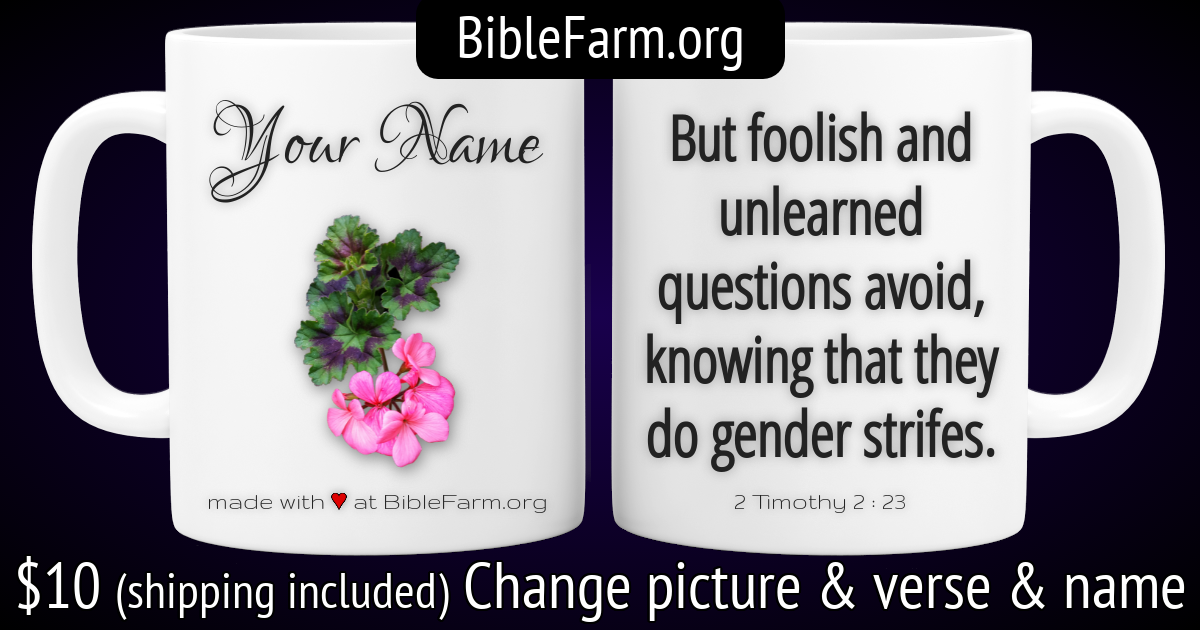 BibleFarm.org
Your Name
made with ♥ at BibleFarm.org
But foolish and
unlearned
questions avoid,
knowing that they
do gender strifes.
2 Timothy 2 : 23
$10 (shipping included) Change picture & verse & name